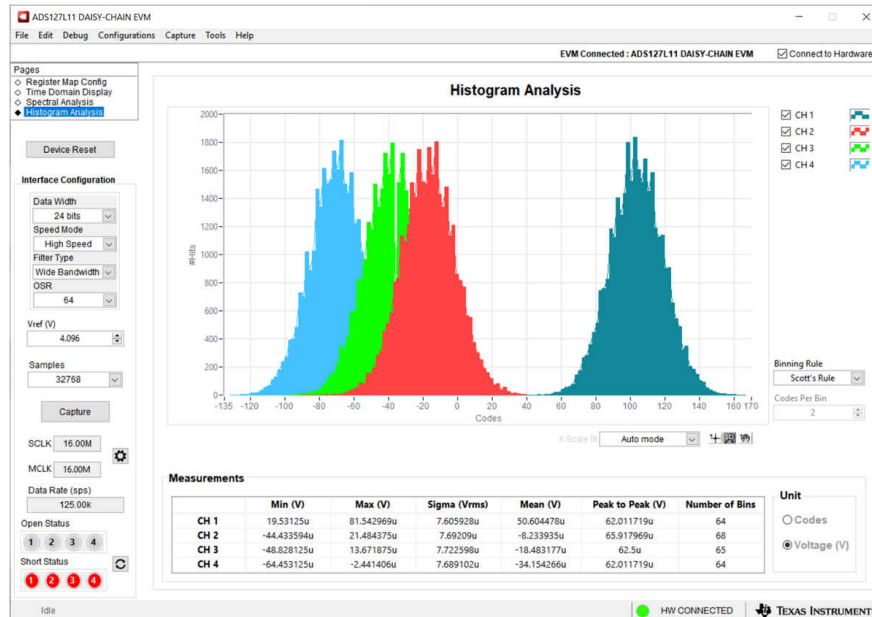 ADS127L11 DAISY-CHAIN EVM
File Edit Debug Configurations Capture Tools Help
EVM Connected : ADS127L11 DAISY-CHAIN EVM Connect to Hardware
Pages
Register Map Config
Time Domain Display
Spectral Analysis
Histogram Analysis
Device Reset
Interface Configuration
Data Width
24 bits
Speed Mode
High Speed
Filter Type
Wide Bandwidth
OSR
64
Vref (V)
4.096
Samples
32768
Capture
SCLK 16.00M
MCLK 16.00M
Data Rate (sps)
125.00k
Open Status
1 2 3 4
Short Status
1 2 3 4
Histogram Analysis
2000
1800
1600
1400
1200
1000
800
600
400
200
0
#Hits
-135 -120 -100 -80 -60 -40 -20 0 20 40 60 80 100 120 140 160 170
Codes
CH 1
CH 2
CH 3
CH 4
Binning Rule
Scott's Rule
Codes Per Bin
2
X Scale fit Auto mode
Measurements
Min (V) Max (V) Sigma (Vrms) Mean (V) Peak to Peak (V) Number of Bins
CH 1 19.53125u 81.542969u 7.605928u 50.604478u 62.011719u 64
CH 2 -44.433594u 21.484375u 7.69209u -8.233935u 65.917969u 68
CH 3 -48.828125u 13.671875u 7.722598u -18.483177u 62.5u 65
CH 4 -64.453125u -2.441406u 7.689102u -34.154266u 62.011719u 64
Unit
Codes
Voltage (V)
Idle HW CONNECTED TEXAS INSTRUMENTS